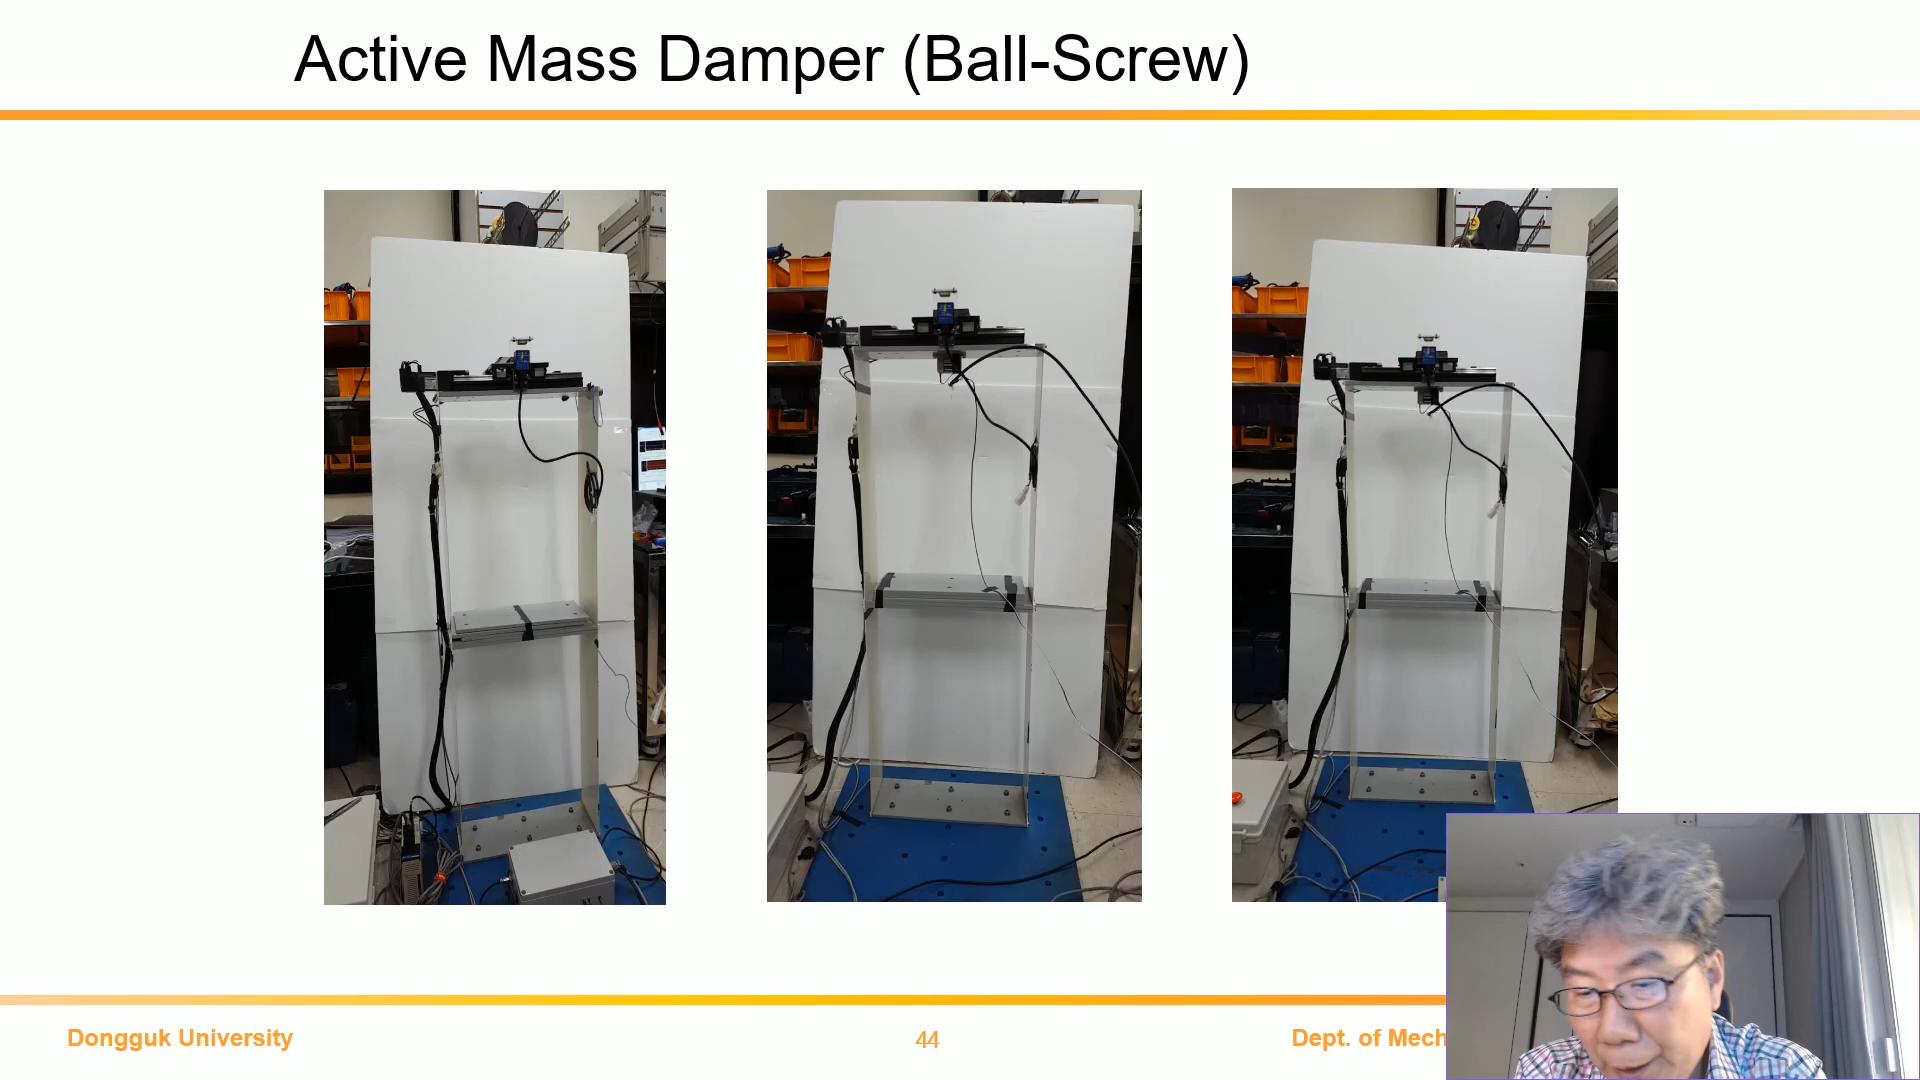 Active Mass Damper (Ball-Screw)
Dongguk University
44
Dept. of Mech